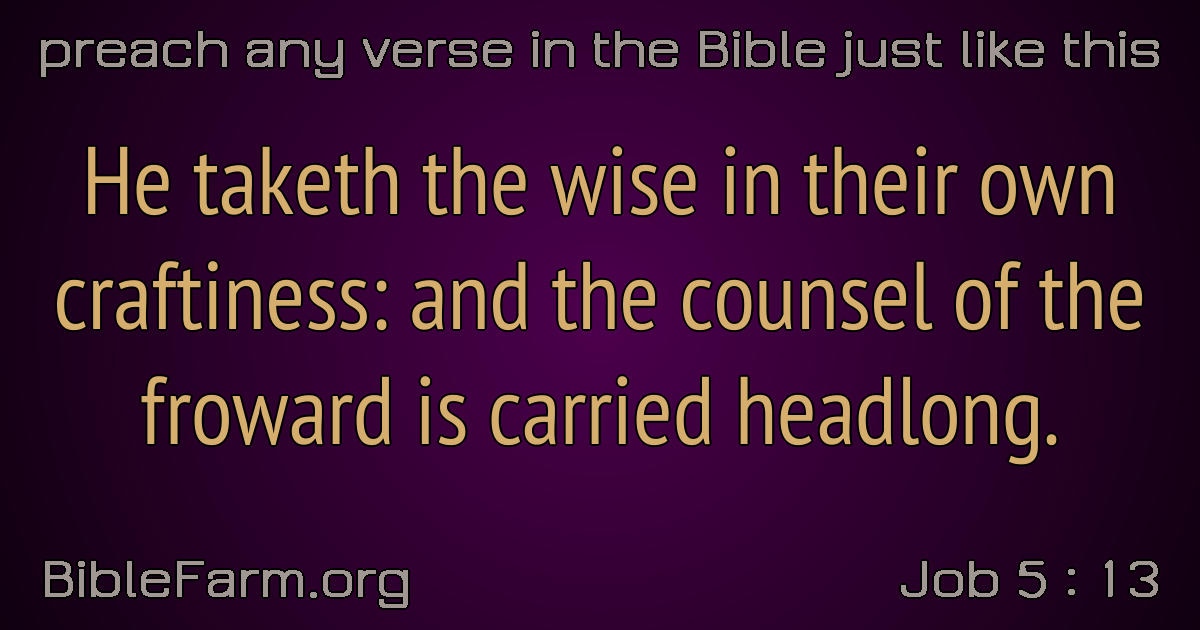 preach any verse in the Bible just like this
He taketh the wise in their own
craftiness: and the counsel of the
froward is carried headlong.
BibleFarm.org
Job 5 : 13